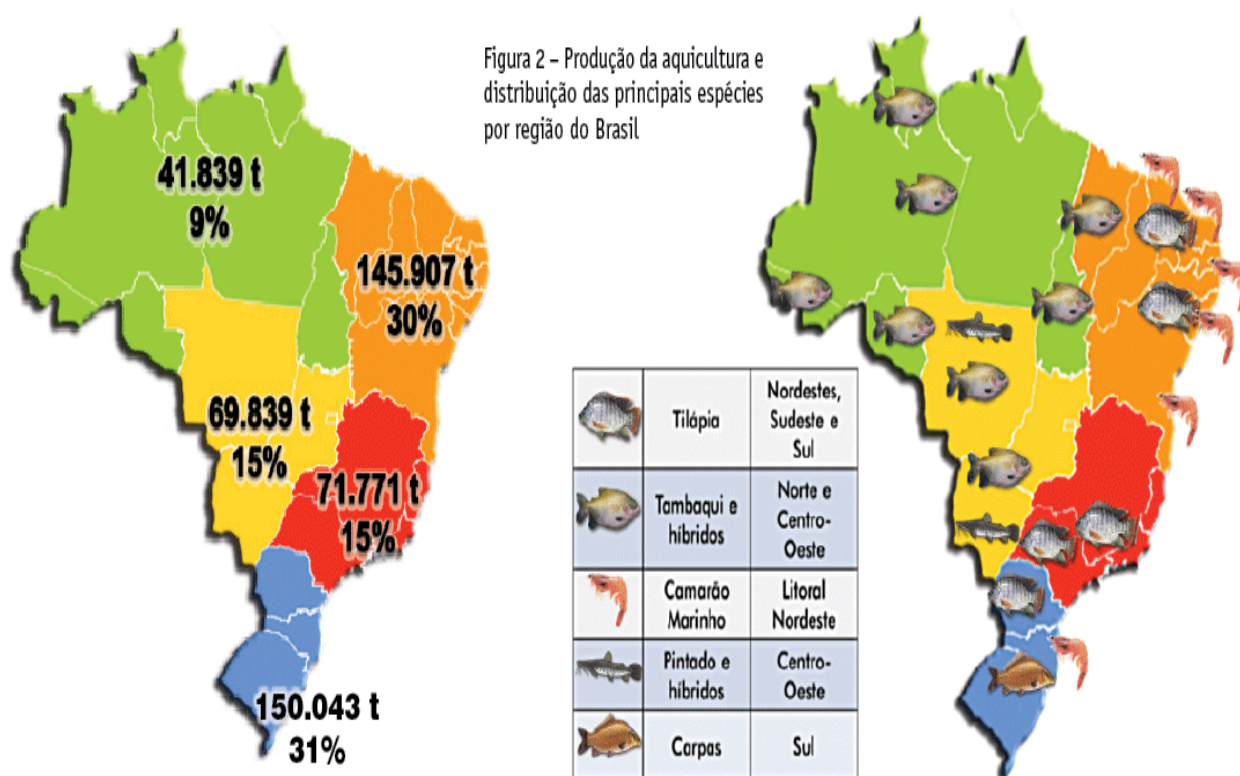 Figura 2 – Produção da aquicultura e
distribuição das principais espécies
por região do Brasil
41.839 t
9%
145.907 t
30%
69.839 t
15%
71.771 t
15%
150.043 t
31%
Tilápia
Nordestes,
Sudeste e
Sul
Tambaqui e
híbridos
Norte e
Centro-
Oeste
Camarão
Marinho
Litoral
Nordeste
Pintado e
híbridos
Centro-
Oeste
Carpas
Sul